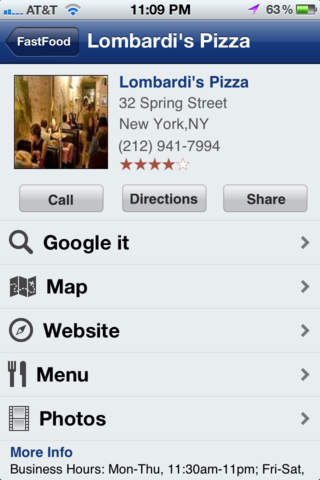 AT&T 11:09 PM 63%
FastFood Lombardi's Pizza
Lombardi's Pizza
32 Spring Street
New York,NY
(212) 941-7994
Call Directions Share
Google it
Map
Website
Menu
Photos
More Info
Business Hours: Mon-Thu, 11:30am-11pm; Fri-Sat,